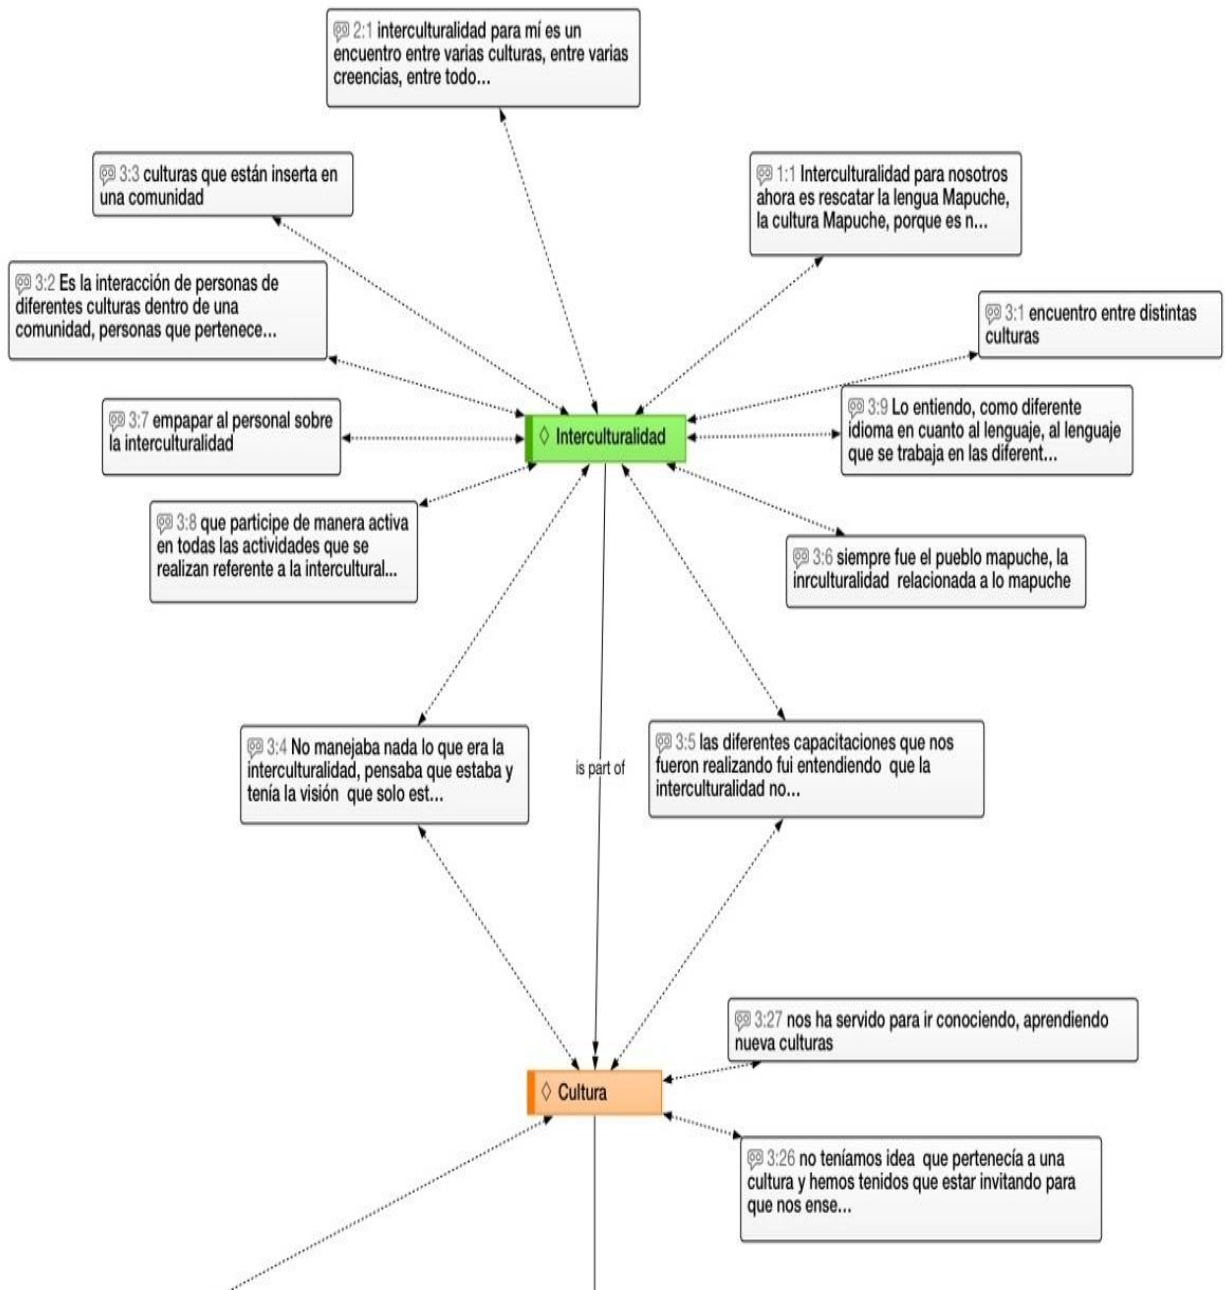 2:1 interculturalidad para mí es un
encuentro entre varias culturas, entre varias
creencias, entre todo...
3:3 culturas que están inserta en
una comunidad
1:1 Interculturalidad para nosotros
ahora es rescatar la lengua Mapuche,
la cultura Mapuche, porque es n...
3:2 Es la interacción de personas de
diferentes culturas dentro de una
comunidad, personas que pertenece...
3:1 encuentro entre distintas
culturas
3:7 empapar al personal sobre
la interculturalidad
◇ Interculturalidad
3:9 Lo entiendo, como diferente
idioma en cuanto al lenguaje, al lenguaje
que se trabaja en las diferent...
3:8 que participe de manera activa
en todas las actividades que se
realizan referente a la intercultural...
3:6 siempre fue el pueblo mapuche, la
inrculturalidad relacionada a lo mapuche
3:4 No manejaba nada lo que era la
interculturalidad, pensaba que estaba y
tenía la visión que solo est...
is part of
3:5 las diferentes capacitaciones que nos
fueron realizando fui entendiendo que la
interculturalidad no...
3:27 nos ha servido para ir conociendo, aprendiendo
nueva culturas
◇ Cultura
3:26 no teníamos idea que pertenecía a una
cultura y hemos tenidos que estar invitando para
que nos ense...